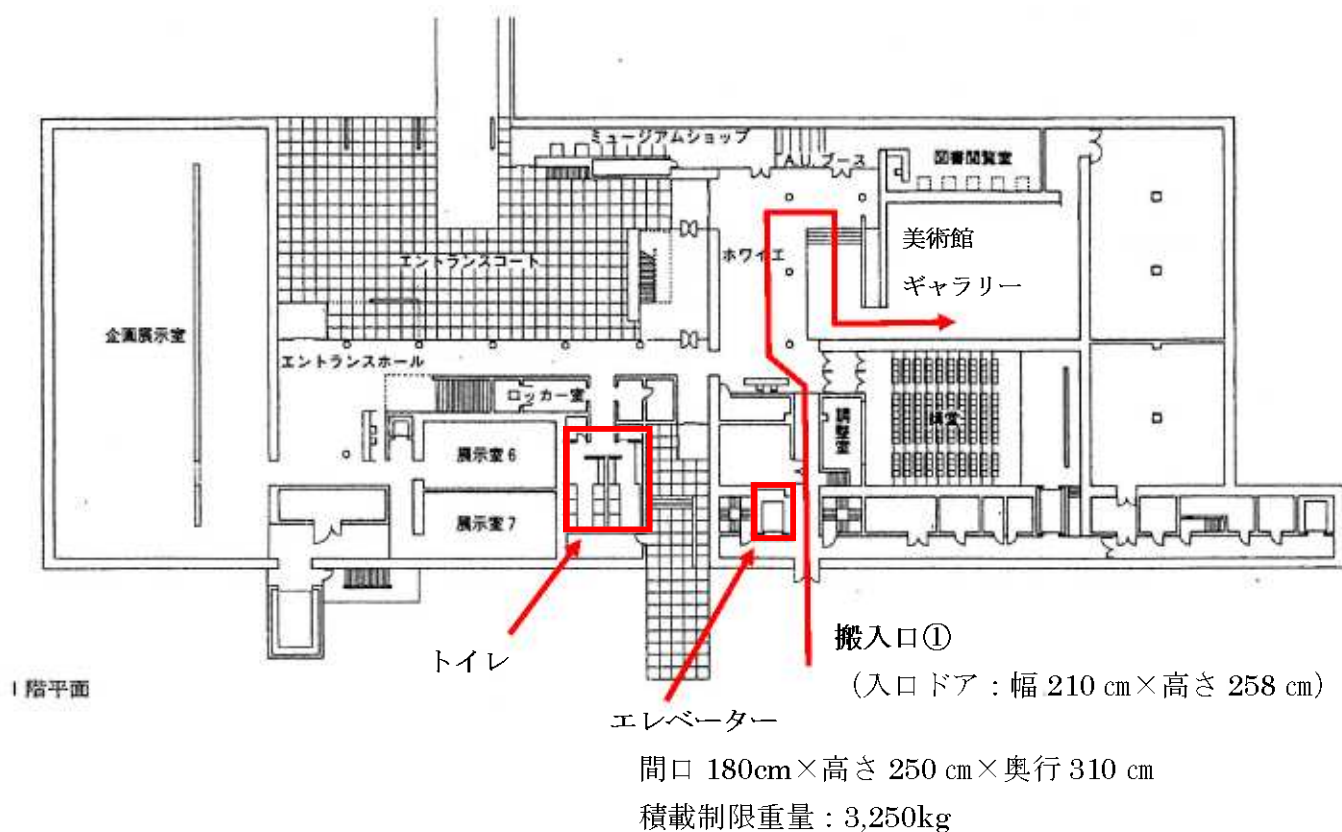 ミュージアムショップ
A.U.ブース
図書閲覧室
美術館
ギャラリー
ホワイエ
エントランスコート
企画展示室
エントランスホール
ロッカー室
調整室
講堂
展示室6
展示室7
トイレ
搬入口①
(入口ドア:幅 210 ㎝×高さ 258 ㎝)
1階平面
エレベーター
間口 180cm×高さ 250 ㎝×奥行 310 ㎝
積載制限重量:3,250kg